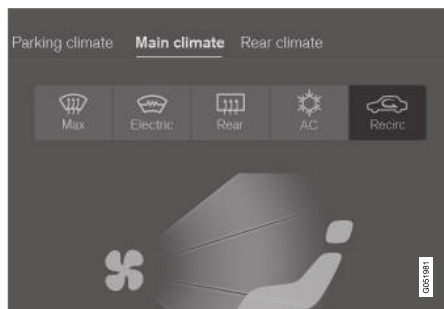 Parking climate Main climate Rear climate
Max Electric Rear AC Recirc
G051981